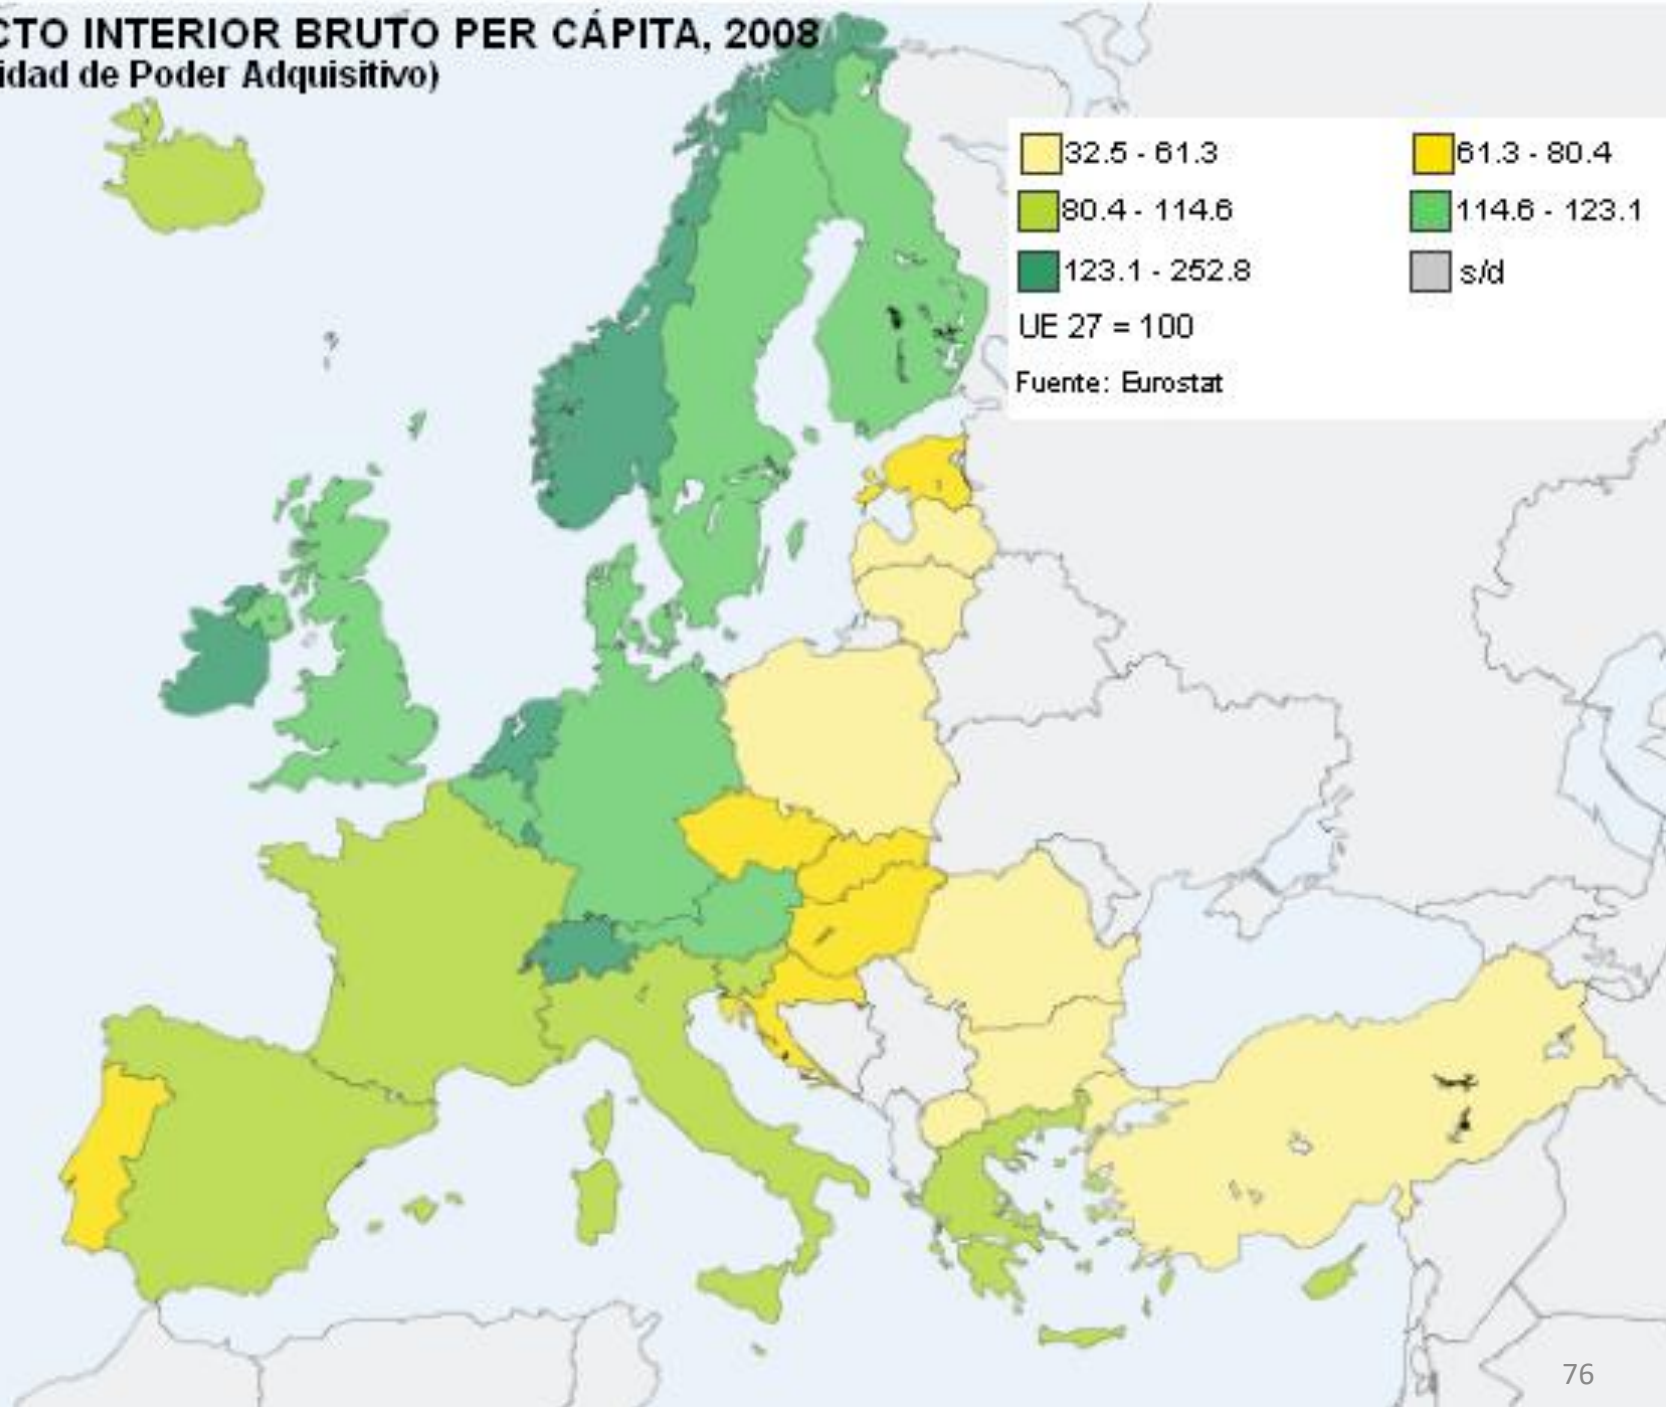 CTO INTERIOR BRUTO PER CÁPITA, 2008
idad de Poder Adquisitivo)
32.5 - 61.3
61.3 - 80.4
80.4 - 114.6
114.6 - 123.1
123.1 - 252.8
s/d
UE 27 = 100
Fuente: Eurostat
76